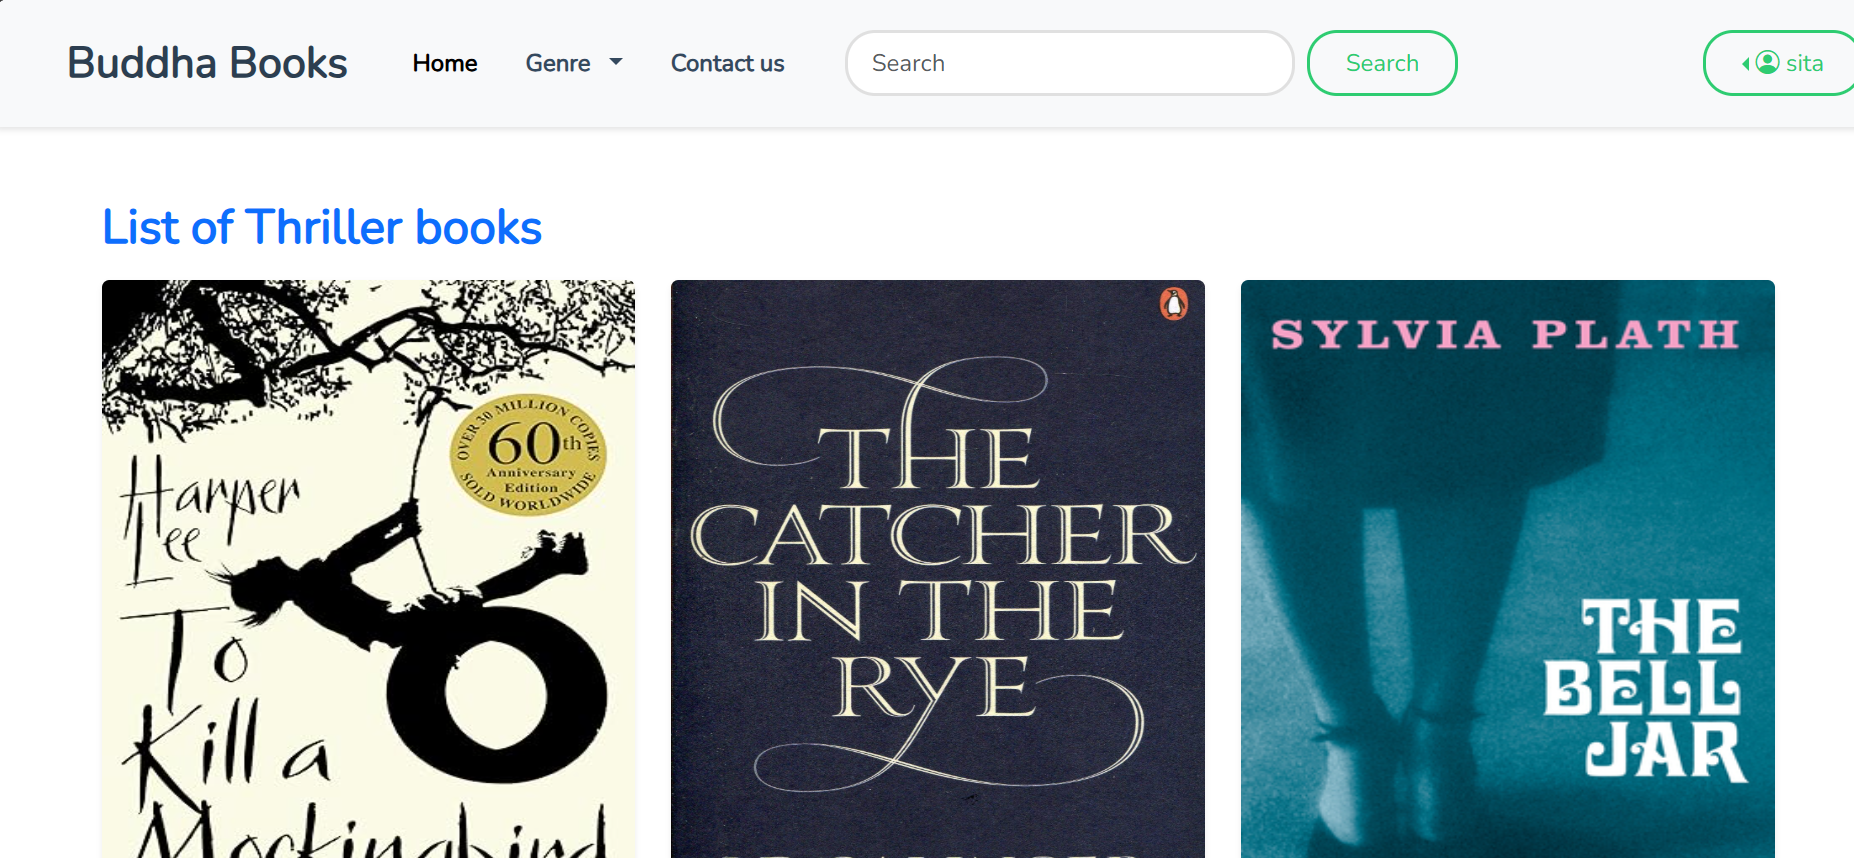 Buddha Books
Home
Genre
Contact us
Search
Search
sita
List of Thriller books
OVER 30 MILLION COPIES
60th
Anniversary
Edition
SOLD WORLDWIDE
Harper
Lee
To
Kill a
Mockingbird
THE
CATCHER
IN THE
RYE
SYLVIA PLATH
THE
BELL
JAR